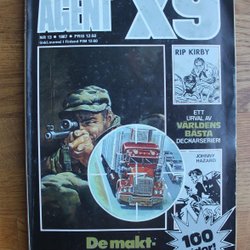 AGENT X9
NR 13 • 1987 • PRIS 12:50
RIP KIRBY
ETT
URVAL AV
VÄRLDENS
BÄSTA
DECKARSERIER!
JOHNNY
HAZARD!
De makt-
100